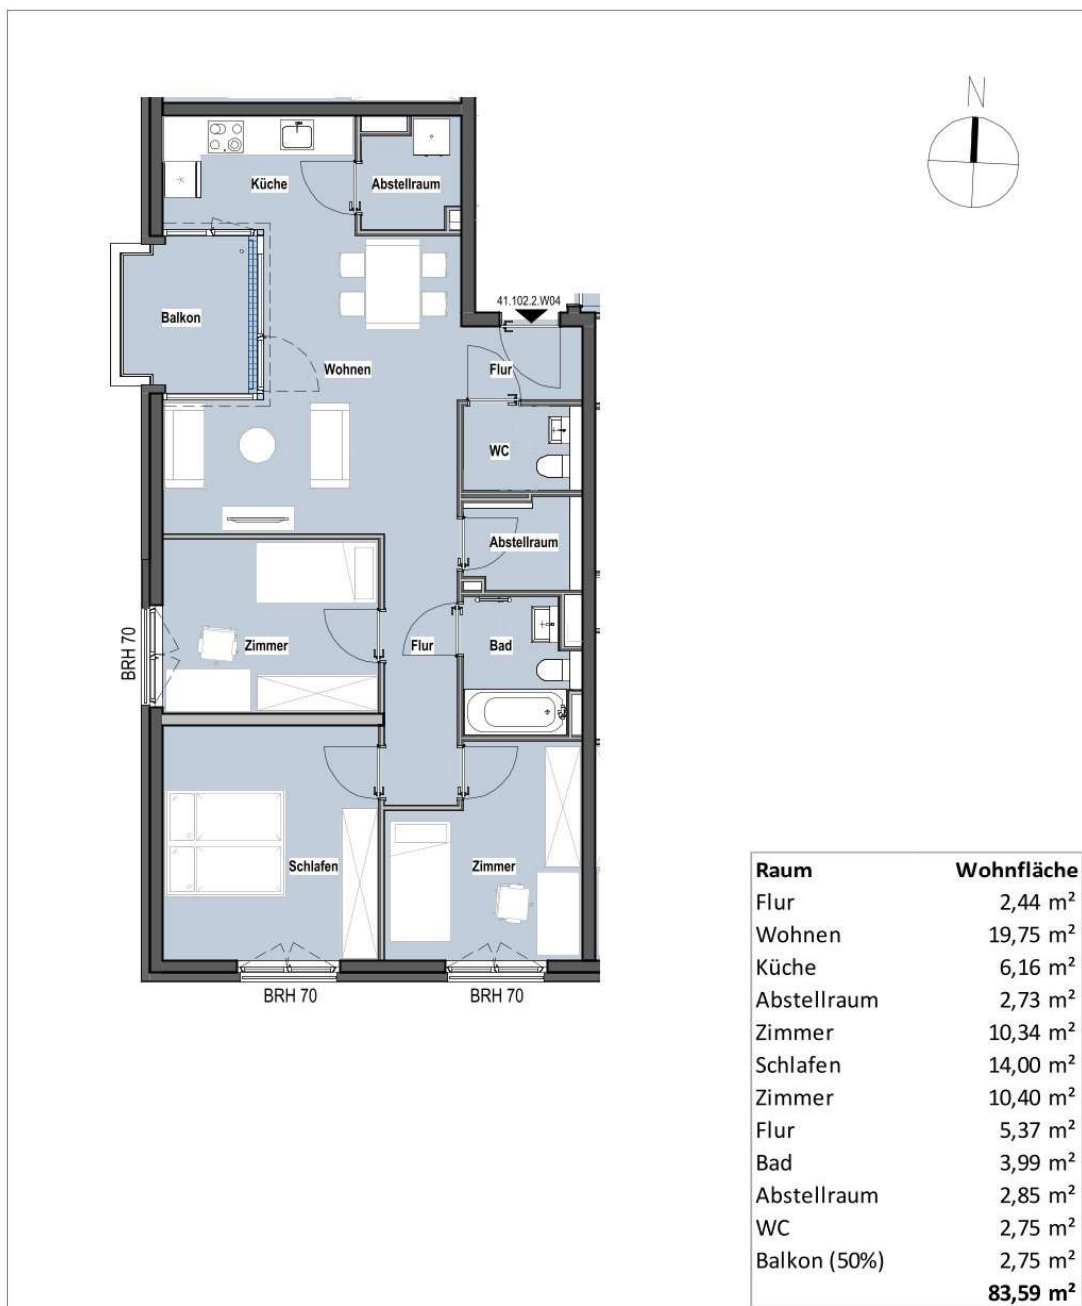 N
Küche
Abstellraum
41.102.2.W04
Balkon
Wohnen
Flur
WC
Abstellraum
BRH 70
Zimmer
Flur
Bad
Schlafen
Zimmer
BRH 70
BRH 70
Raum Wohnfläche
Flur 2,44 m²
Wohnen 19,75 m²
Küche 6,16 m²
Abstellraum 2,73 m²
Zimmer 10,34 m²
Schlafen 14,00 m²
Zimmer 10,40 m²
Flur 5,37 m²
Bad 3,99 m²
Abstellraum 2,85 m²
WC 2,75 m²
Balkon (50%) 2,75 m²
83,59 m²